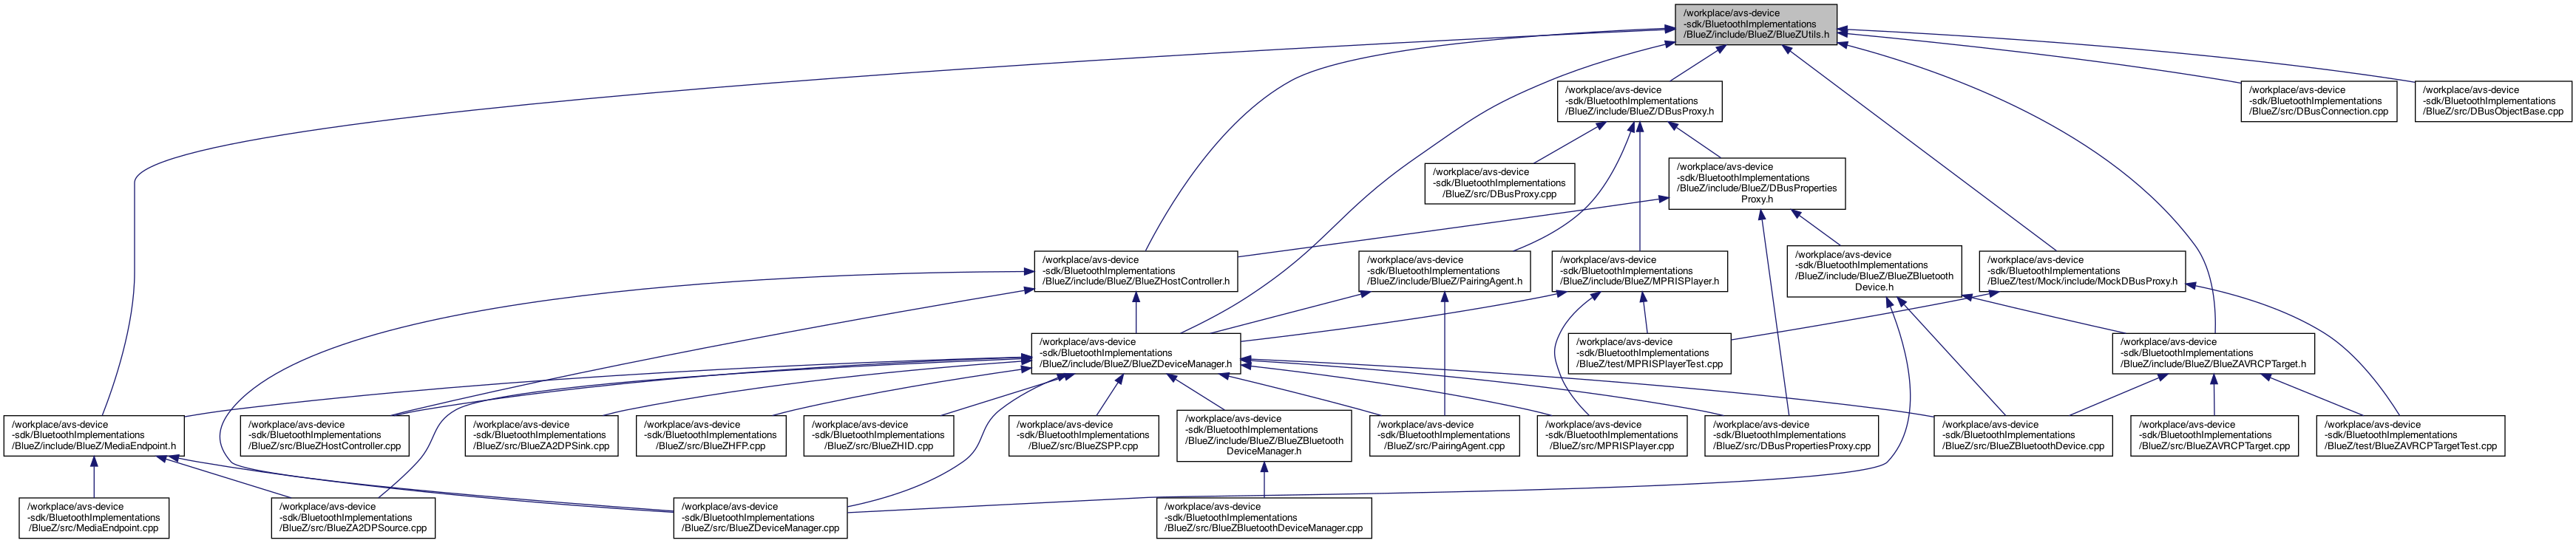 /workplace/avs-device
-sdk/BluetoothImplementations
/BlueZ/include/BlueZ/BlueZUtils.h
/workplace/avs-device
-sdk/BluetoothImplementations
/BlueZ/include/BlueZ/DBusProxy.h
/workplace/avs-device
-sdk/BluetoothImplementations
/BlueZ/src/DBusConnection.cpp
/workplace/avs-device
-sdk/BluetoothImplementations
/BlueZ/src/DBusObjectBase.cpp
/workplace/avs-device
-sdk/BluetoothImplementations
/BlueZ/src/DBusProxy.cpp
/workplace/avs-device
-sdk/BluetoothImplementations
/BlueZ/include/BlueZ/DBusProperties
Proxy.h
/workplace/avs-device
-sdk/BluetoothImplementations
/BlueZ/include/BlueZ/BlueZHostController.h
/workplace/avs-device
-sdk/BluetoothImplementations
/BlueZ/include/BlueZ/PairingAgent.h
/workplace/avs-device
-sdk/BluetoothImplementations
/BlueZ/include/BlueZ/MPRISPlayer.h
/workplace/avs-device
-sdk/BluetoothImplementations
/BlueZ/include/BlueZ/BlueZBluetooth
Device.h
/workplace/avs-device
-sdk/BluetoothImplementations
/BlueZ/test/Mock/include/MockDBusProxy.h
/workplace/avs-device
-sdk/BluetoothImplementations
/BlueZ/include/BlueZ/BlueZDeviceManager.h
/workplace/avs-device
-sdk/BluetoothImplementations
/BlueZ/test/MPRISPlayerTest.cpp
/workplace/avs-device
-sdk/BluetoothImplementations
/BlueZ/include/BlueZ/BlueZAVRCPTarget.h
/workplace/avs-device
-sdk/BluetoothImplementations
/BlueZ/include/BlueZ/MediaEndpoint.h
/workplace/avs-device
-sdk/BluetoothImplementations
/BlueZ/src/BlueZHostController.cpp
/workplace/avs-device
-sdk/BluetoothImplementations
/BlueZ/src/BlueZA2DPSink.cpp
/workplace/avs-device
-sdk/BluetoothImplementations
/BlueZ/src/BlueZHFP.cpp
/workplace/avs-device
-sdk/BluetoothImplementations
/BlueZ/src/BlueZHID.cpp
/workplace/avs-device
-sdk/BluetoothImplementations
/BlueZ/src/BlueZSPP.cpp
/workplace/avs-device
-sdk/BluetoothImplementations
/BlueZ/include/BlueZ/BlueZBluetooth
DeviceManager.h
/workplace/avs-device
-sdk/BluetoothImplementations
/BlueZ/src/PairingAgent.cpp
/workplace/avs-device
-sdk/BluetoothImplementations
/BlueZ/src/MPRISPlayer.cpp
/workplace/avs-device
-sdk/BluetoothImplementations
/BlueZ/src/DBusPropertiesProxy.cpp
/workplace/avs-device
-sdk/BluetoothImplementations
/BlueZ/src/BlueZBluetoothDevice.cpp
/workplace/avs-device
-sdk/BluetoothImplementations
/BlueZ/src/BlueZAVRCPTarget.cpp
/workplace/avs-device
-sdk/BluetoothImplementations
/BlueZ/test/BlueZAVRCPTargetTest.cpp
/workplace/avs-device
-sdk/BluetoothImplementations
/BlueZ/src/MediaEndpoint.cpp
/workplace/avs-device
-sdk/BluetoothImplementations
/BlueZ/src/BlueZA2DPSource.cpp
/workplace/avs-device
-sdk/BluetoothImplementations
/BlueZ/src/BlueZDeviceManager.cpp
/workplace/avs-device
-sdk/BluetoothImplementations
/BlueZ/src/BlueZBluetoothDeviceManager.cpp